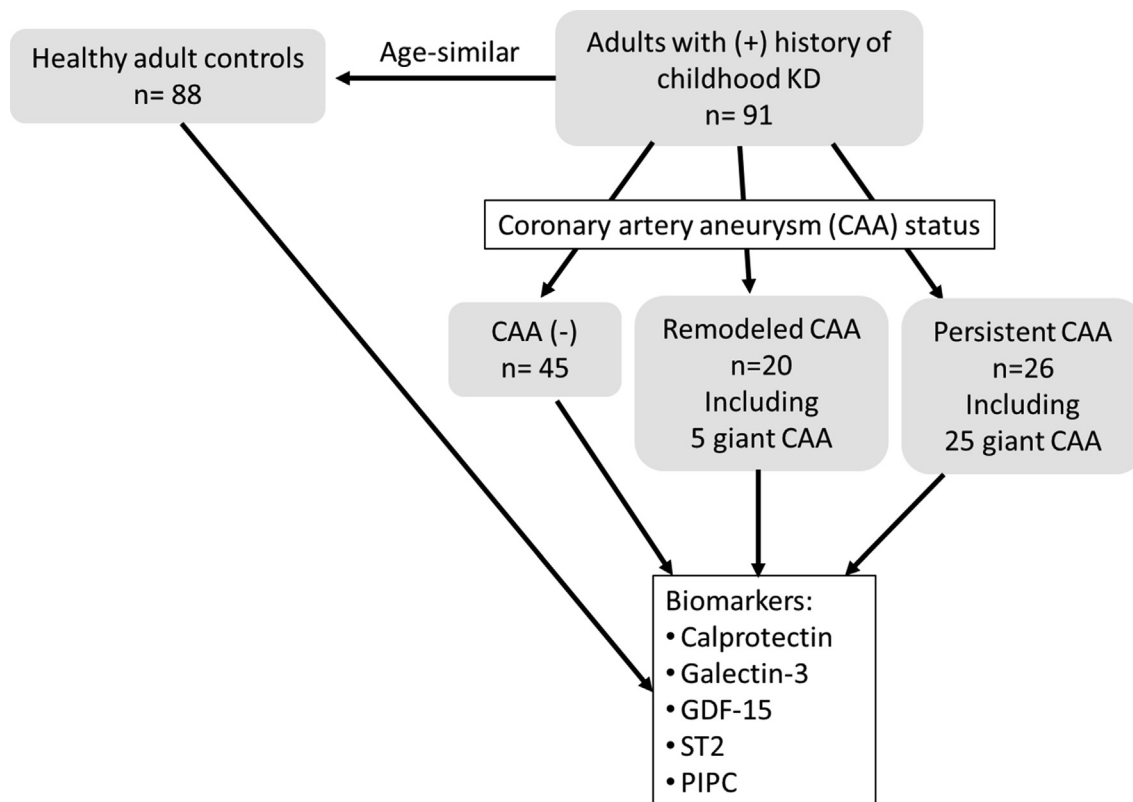 Healthy adult controls
n= 88
Age-similar
Adults with (+) history of
childhood KD
n= 91
Coronary artery aneurysm (CAA) status
CAA (-)
n= 45
Remodeled CAA
n=20
Including
5 giant CAA
Persistent CAA
n=26
Including
25 giant CAA
Biomarkers:
• Calprotectin
• Galectin-3
• GDF-15
• ST2
• PIPC